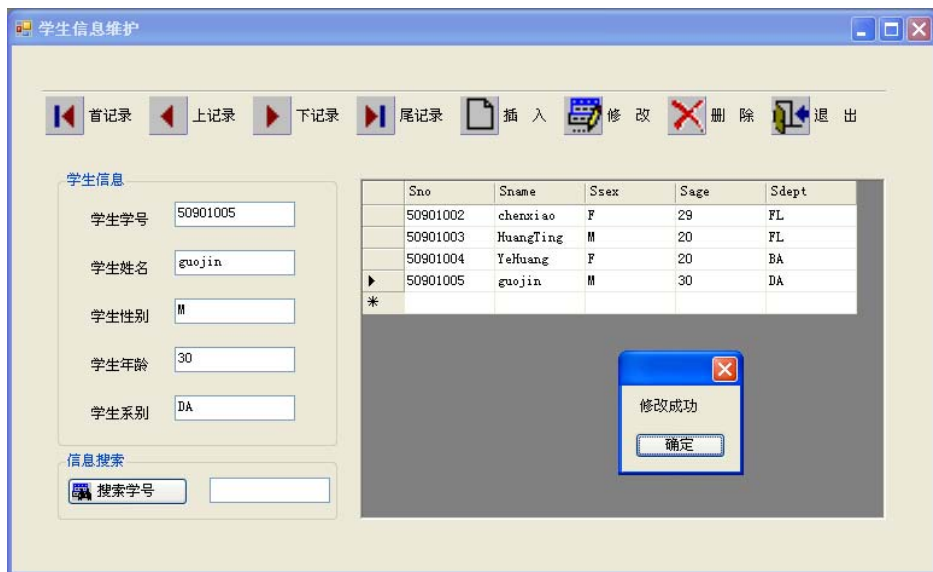 学生信息维护
首记录 上记录 下记录 尾记录 插 入 修 改 删 除 退 出
学生信息
学生学号 50901005
学生姓名 guojin
学生性别 M
学生年龄 30
学生系别 DA
信息搜索
搜索学号
Sno Sname Ssex Sage Sdept
50901002 chenxiao F 29 FL
50901003 HuangTing M 20 FL
50901004 YeHuang F 20 BA
50901005 guojin M 30 DA
修改成功
确定